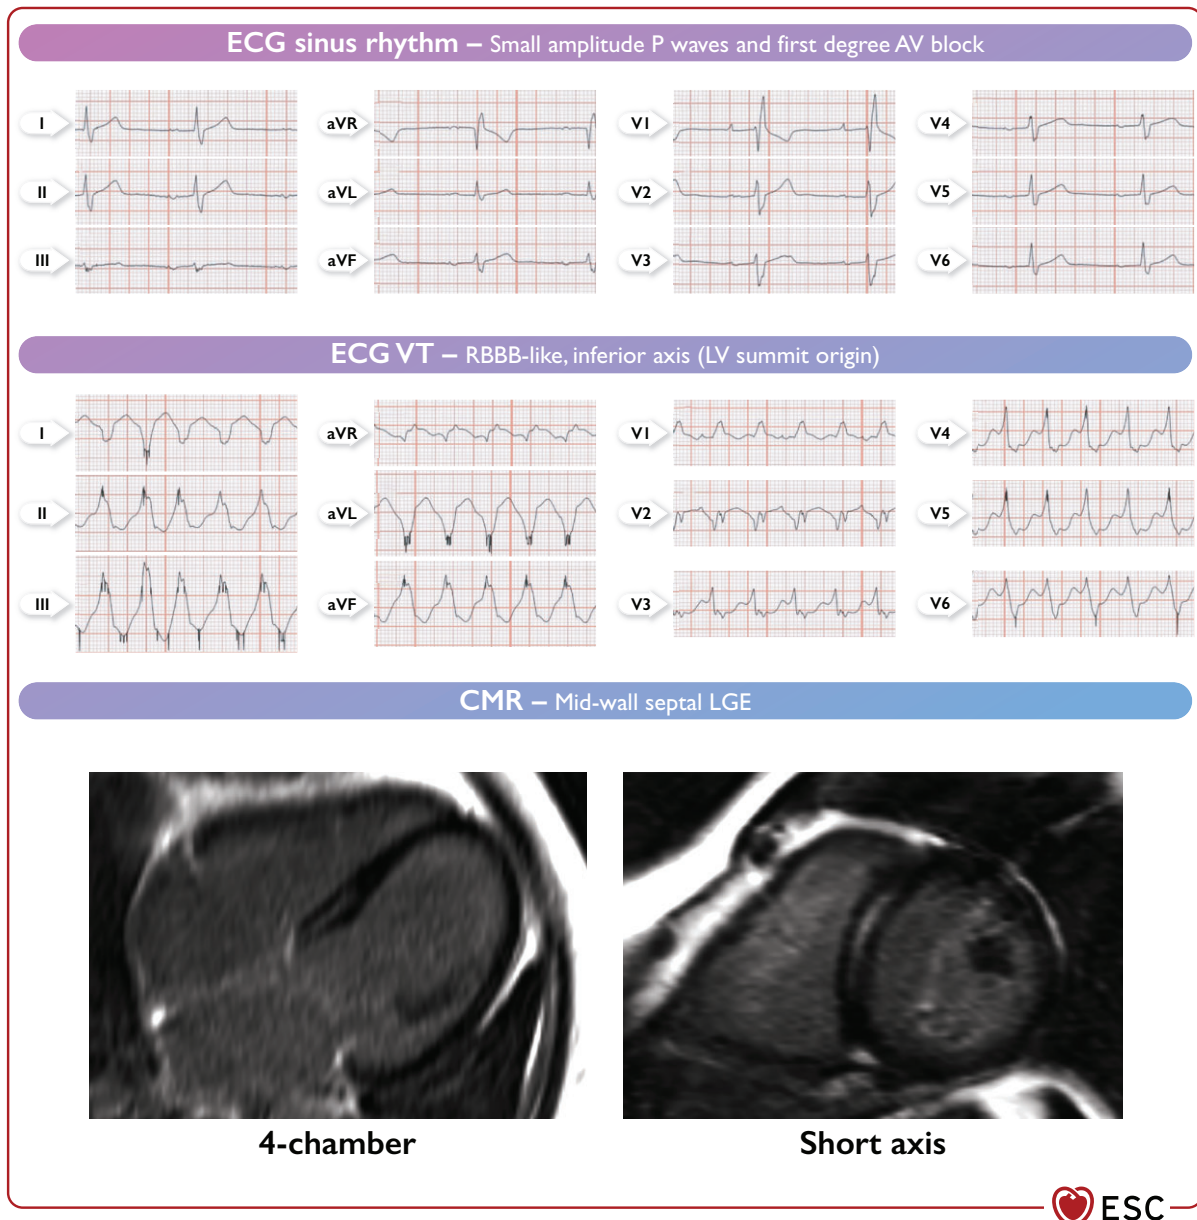 ECG sinus rhythm – Small amplitude P waves and first degree AV block
I
aVR
V1
V4
II
aVL
V2
V5
III
aVF
V3
V6
ECG VT – RBBB-like, inferior axis (LV summit origin)
I
aVR
V1
V4
II
aVL
V2
V5
III
aVF
V3
V6
CMR – Mid-wall septal LGE
4-chamber
Short axis
ESC